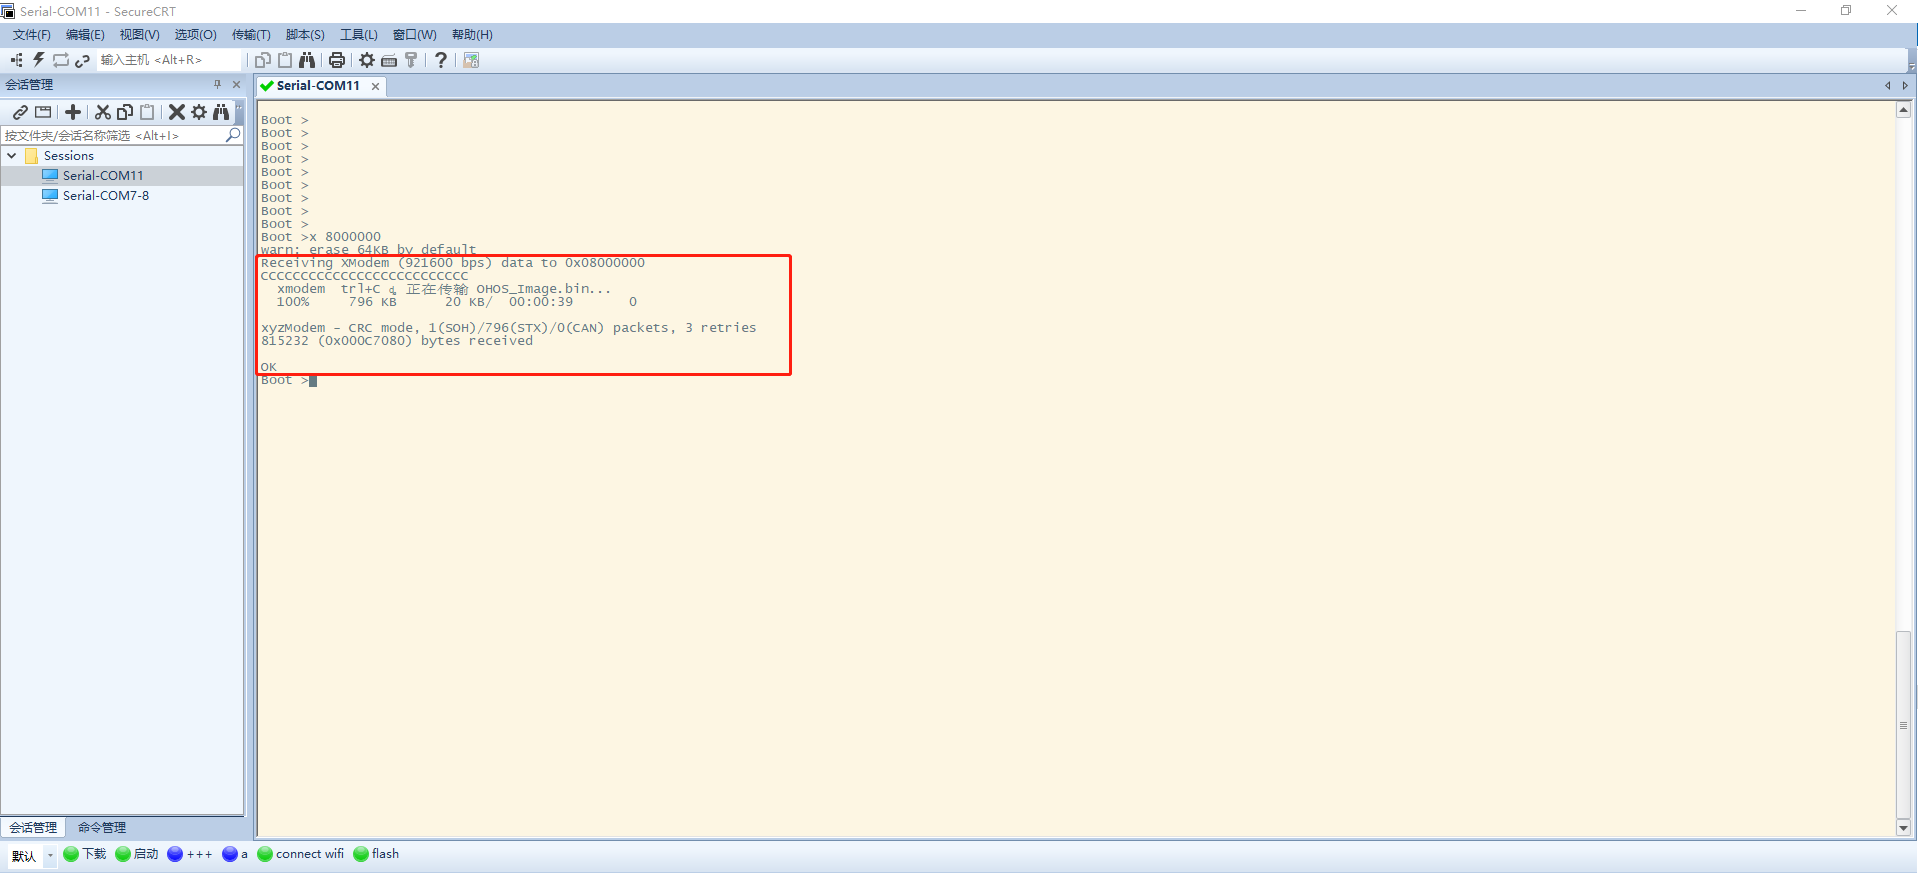 Serial-COM11 - SecureCRT
文件(F) 编辑(E) 视图(V) 选项(O) 传输(T) 脚本(S) 工具(L) 窗口(W) 帮助(H)
输入主机 <Alt+R>
会话管理
Serial-COM11
按文件夹/会话名称筛选 <Alt+I>
Sessions
Serial-COM11
Serial-COM7-8
Boot >
Boot >
Boot >
Boot >
Boot >
Boot >
Boot >
Boot >
Boot >
Boot >x 8000000
warn: erase 64KB by default
Receiving XModem (921600 bps) data to 0x08000000
CCCCCCCCCCCCCCCCCCCCCCCCCC
xmodem trl+C 正在传输 OHOS_Image.bin...
100% 796 KB 20 KB/ 00:00:39 0
xyzModem - CRC mode, 1(SOH)/796(STX)/0(CAN) packets, 3 retries
815232 (0x000C7080) bytes received
OK
Boot >
会话管理 命令管理
默认 下载 启动 +++ a connect wifi flash